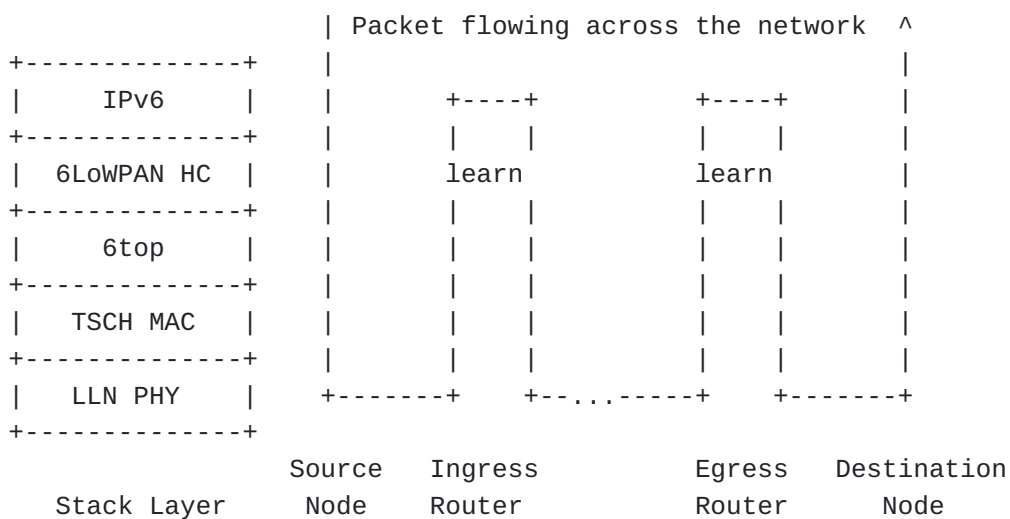 | Packet flowing across the network  ^
+--------------+    |                                     |
|     IPv6     |    |       +----+          +----+        |
+--------------+    |       |    |          |    |        |
|  6LoWPAN HC  |    |       learn           learn         |
+--------------+    |       |    |          |    |        |
|     6top     |    |       |    |          |    |        |
+--------------+    |       |    |          |    |        |
|   TSCH MAC   |    |       |    |          |    |        |
+--------------+    |       |    |          |    |        |
|   LLN PHY    |    +-------+    +--...-----+    +-------+
+--------------+
Source   Ingress          Egress   Destination
Stack Layer     Node    Router           Router      Node